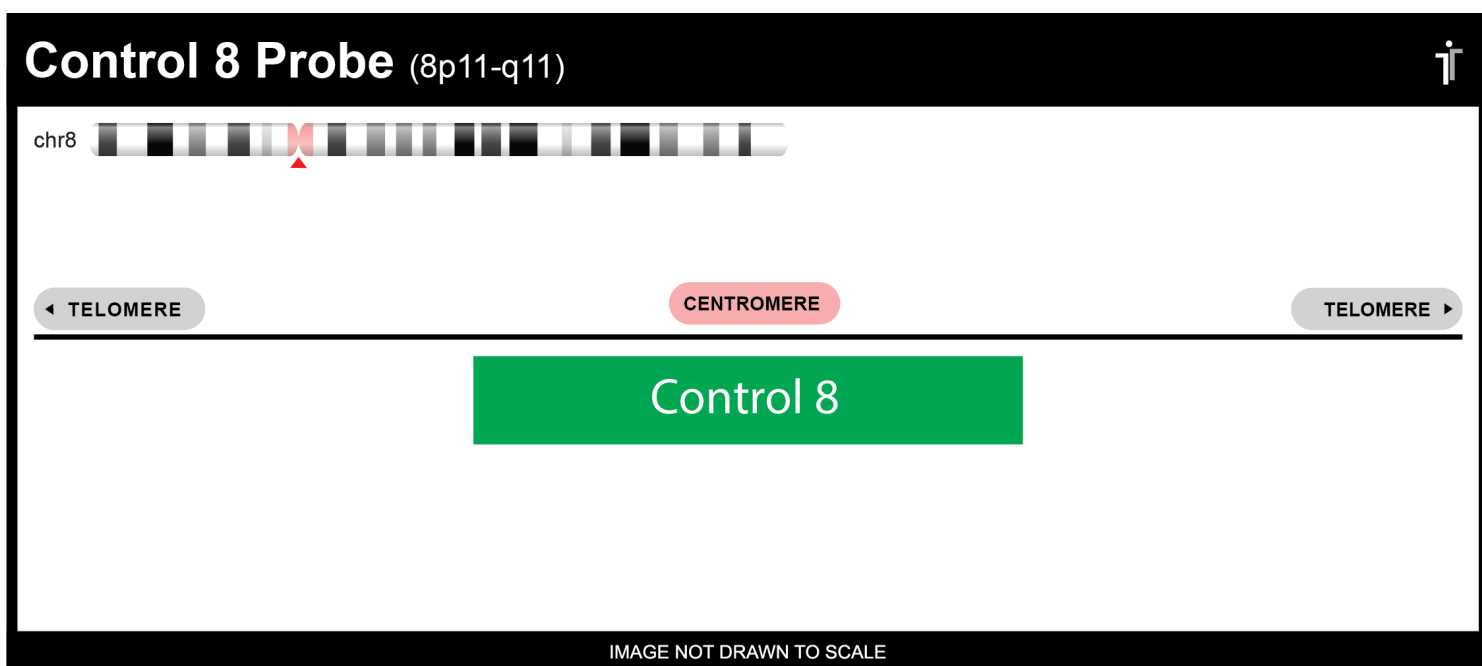 Control 8 Probe (8p11-q11)
chr8
TELOMERE
CENTROMERE
TELOMERE
Control 8
IMAGE NOT DRAWN TO SCALE